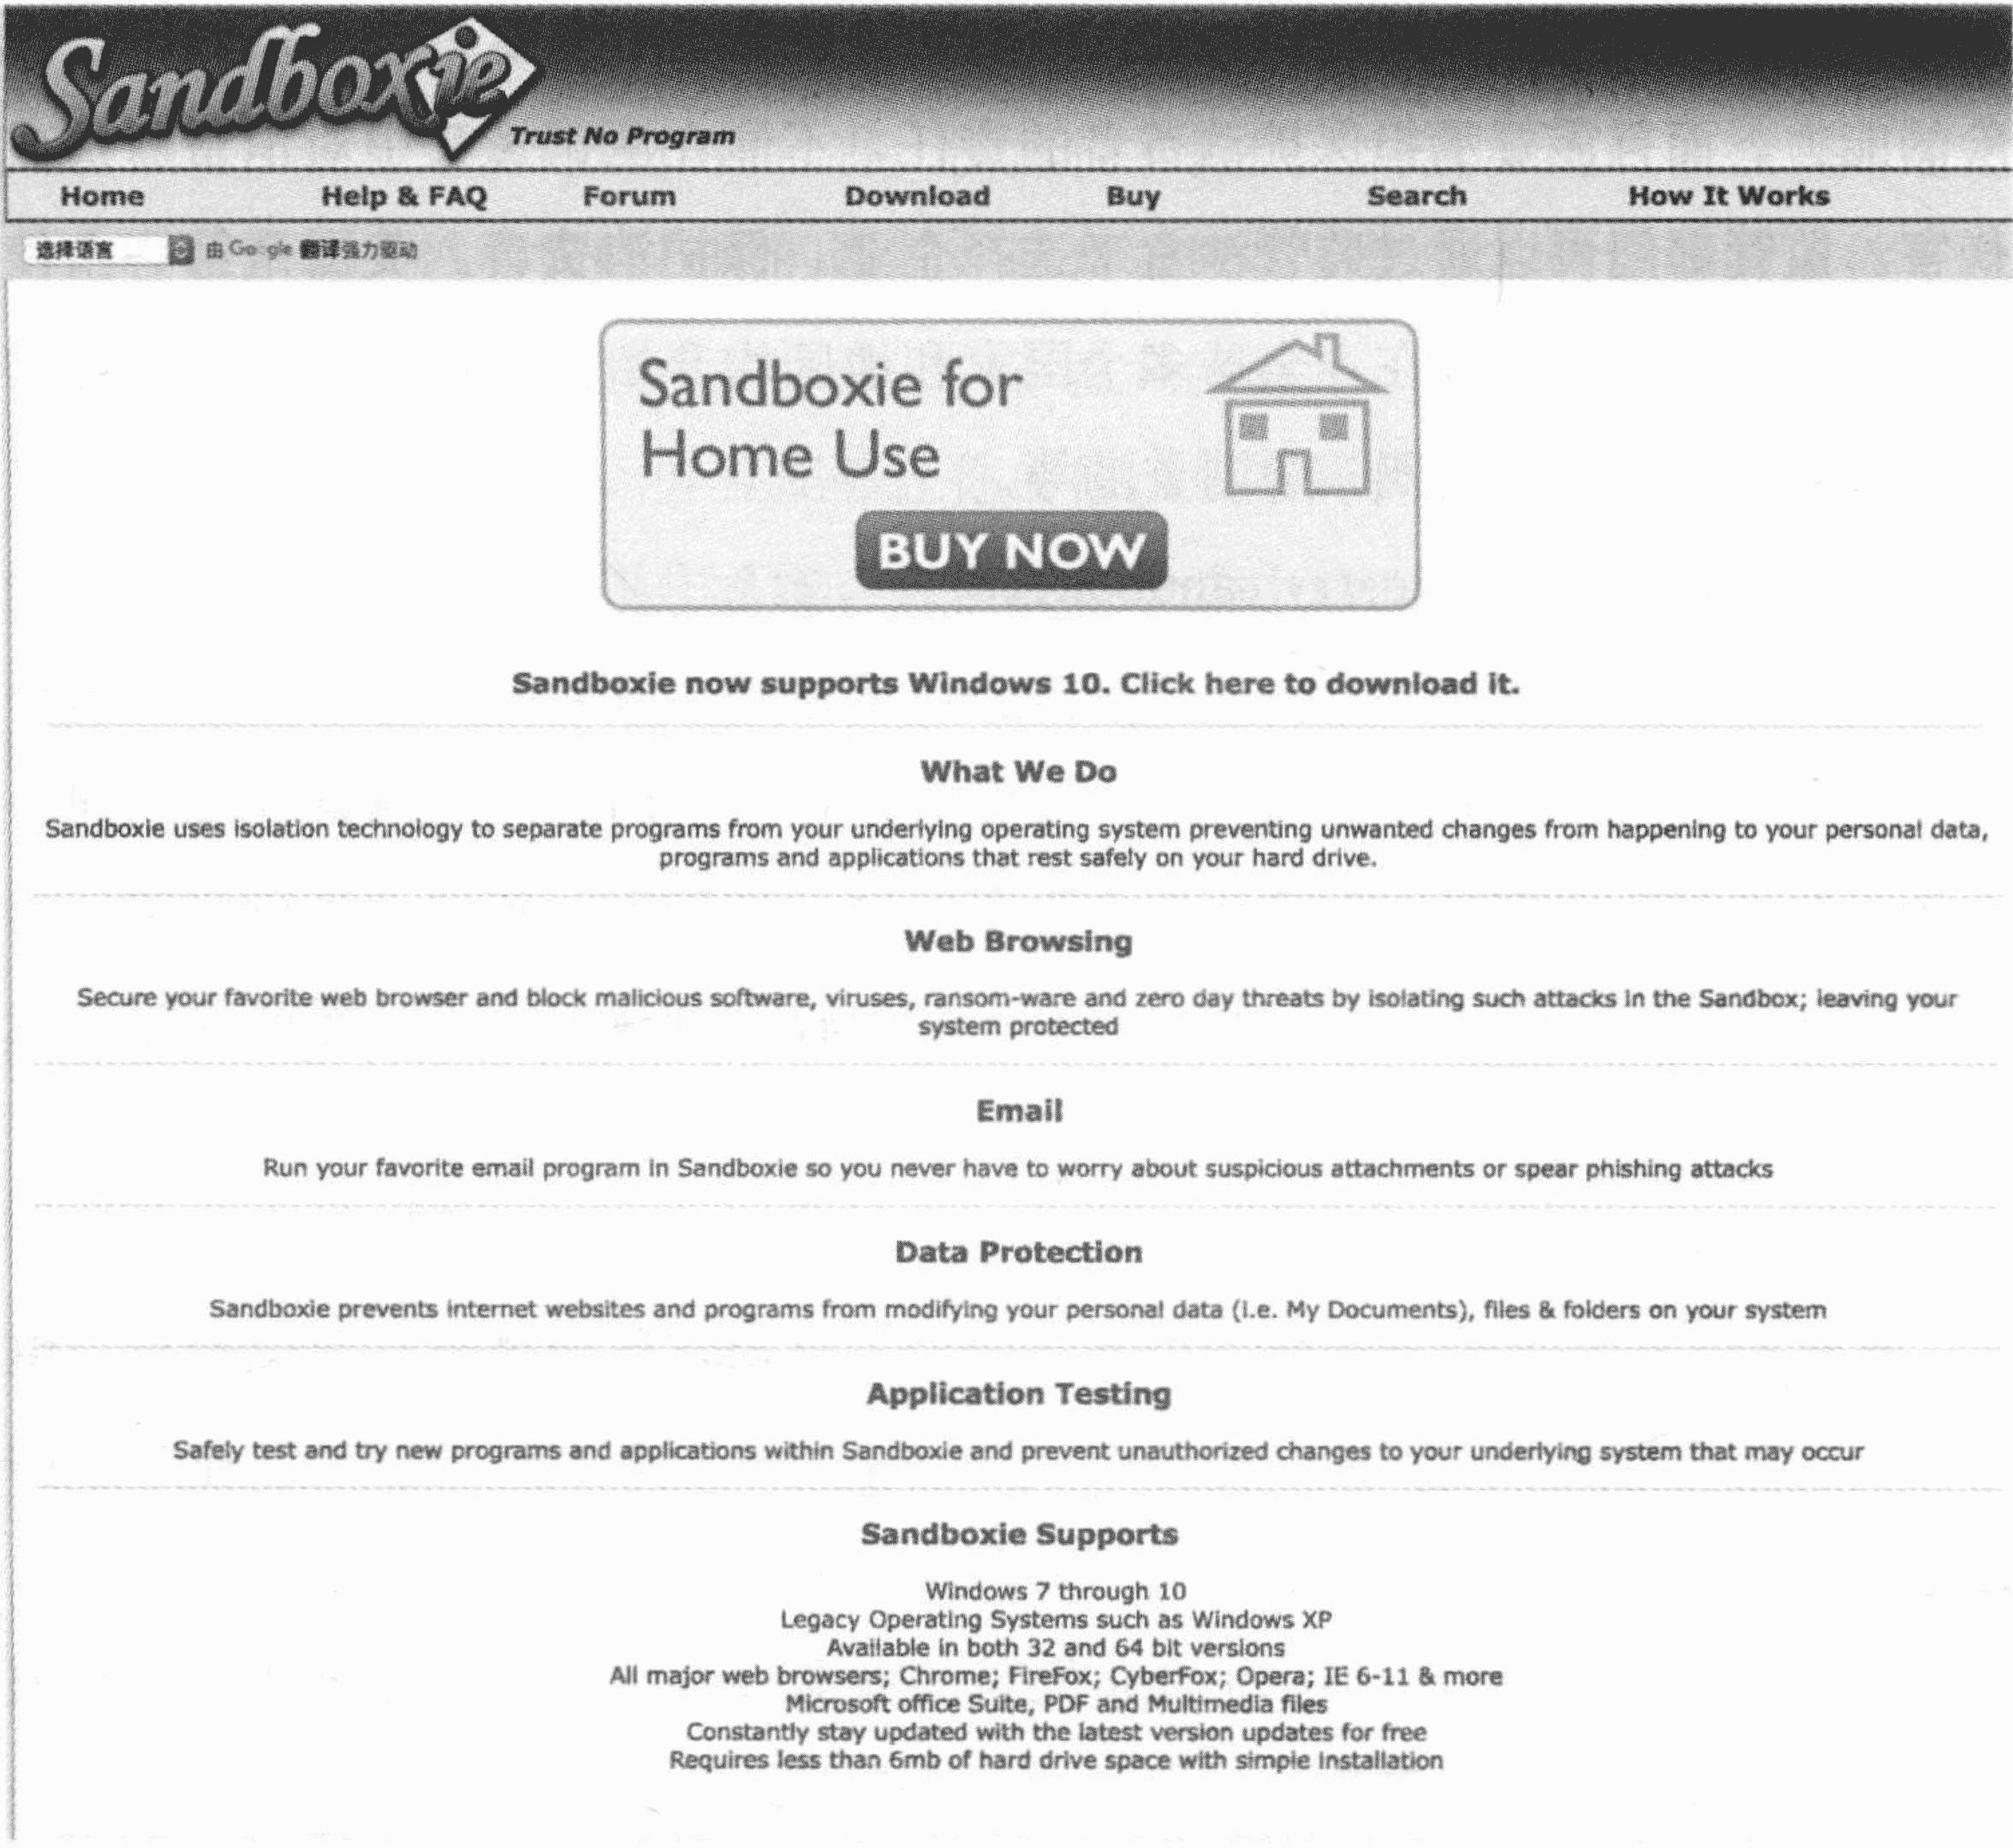 Sandboxie
Trust No Program
Home Help & FAQ Forum Download Buy Search How It Works
选择语言 由 Google 翻译强力驱动
Sandboxie for
Home Use
BUY NOW
Sandboxie now supports Windows 10. Click here to download it.
What We Do
Sandboxie uses isolation technology to separate programs from your underlying operating system preventing unwanted changes from happening to your personal data,
programs and applications that rest safely on your hard drive.
Web Browsing
Secure your favorite web browser and block malicious software, viruses, ransom-ware and zero day threats by isolating such attacks in the Sandbox; leaving your
system protected
Email
Run your favorite email program in Sandboxie so you never have to worry about suspicious attachments or spear phishing attacks
Data Protection
Sandboxie prevents internet websites and programs from modifying your personal data (i.e. My Documents), files & folders on your system
Application Testing
Safely test and try new programs and applications within Sandboxie and prevent unauthorized changes to your underlying system that may occur
Sandboxie Supports
Windows 7 through 10
Legacy Operating Systems such as Windows XP
Available in both 32 and 64 bit versions
All major web browsers; Chrome; FireFox; CyberFox; Opera; IE 6-11 & more
Microsoft office Suite, PDF and Multimedia files
Constantly stay updated with the latest version updates for free
Requires less than 6mb of hard drive space with simple installation